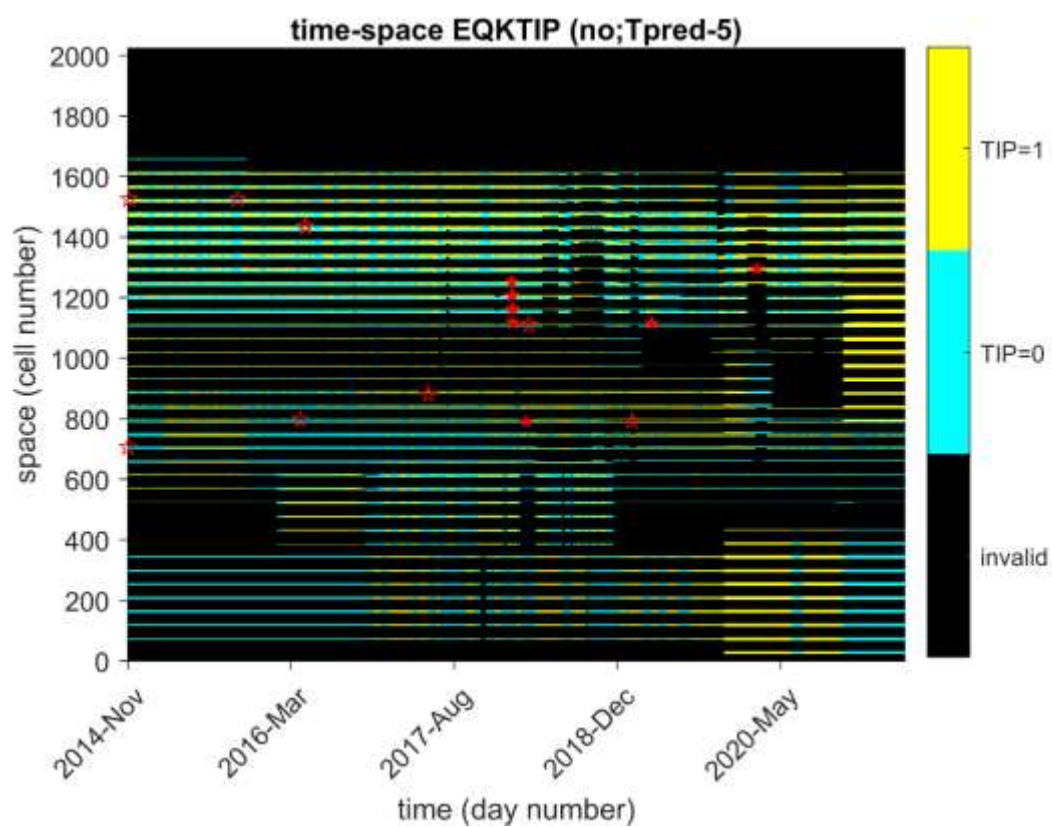 time-space EQKTIP (no;Tpred-5)
2000
1800
1600
1400
1200
1000
800
600
400
200
0
space (cell number)
2014-Nov
2016-Mar
2017-Aug
2018-Dec
2020-May
time (day number)
TIP=1
TIP=0
invalid